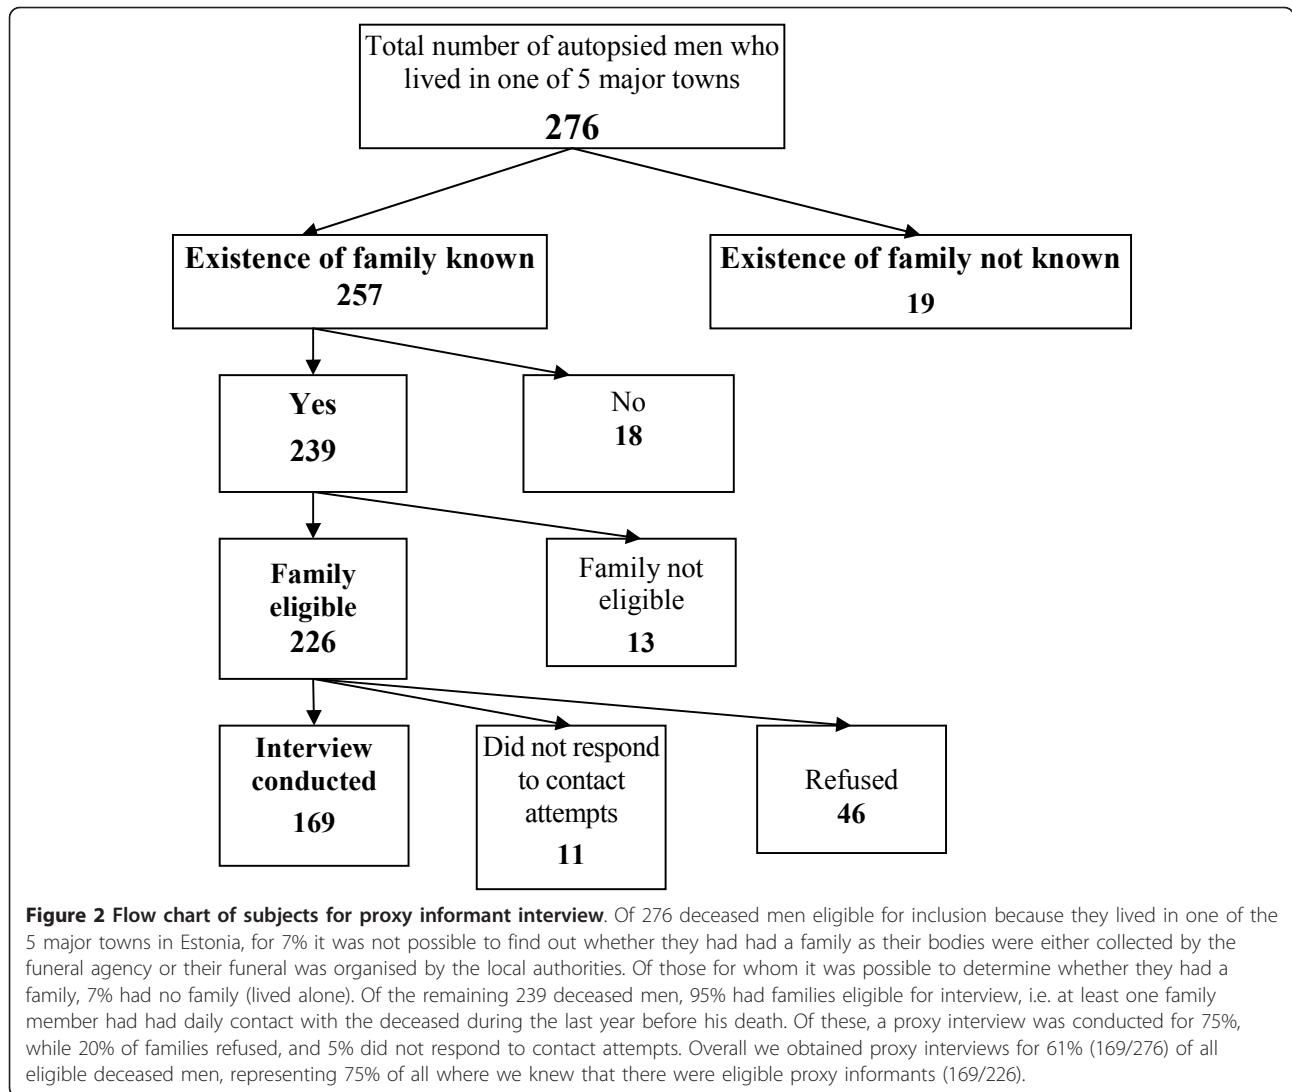 Total number of autopsied men who
lived in one of 5 major towns
276
Existence of family known
257
Existence of family not known
19
Yes
239
No
18
Family
eligible
226
Family not
eligible
13
Interview
conducted
169
Did not respond
to contact
attempts
11
Refused
46
Figure 2 Flow chart of subjects for proxy informant interview. Of 276 deceased men eligible for inclusion because they lived in one of the
5 major towns in Estonia, for 7% it was not possible to find out whether they had had a family as their bodies were either collected by the
funeral agency or their funeral was organised by the local authorities. Of those for whom it was possible to determine whether they had a
family, 7% had no family (lived alone). Of the remaining 239 deceased men, 95% had families eligible for interview, i.e. at least one family
member had had daily contact with the deceased during the last year before his death. Of these, a proxy interview was conducted for 75%,
while 20% of families refused, and 5% did not respond to contact attempts. Overall we obtained proxy interviews for 61% (169/276) of all
eligible deceased men, representing 75% of all where we knew that there were eligible proxy informants (169/226).